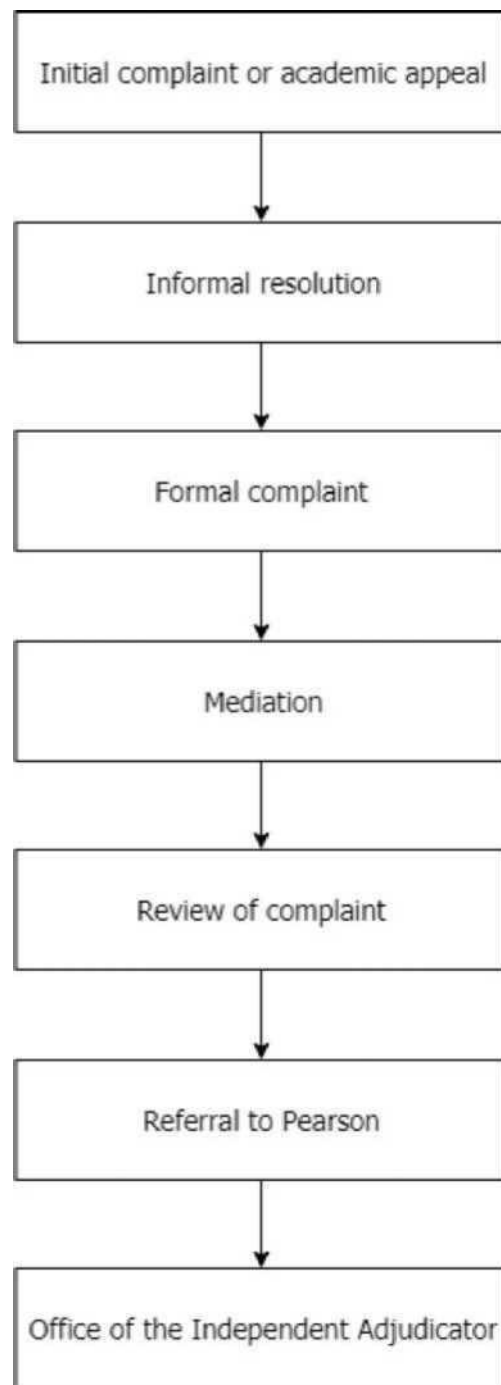 Initial complaint or academic appeal
Informal resolution
Formal complaint
Mediation
Review of complaint
Referral to Pearson
Office of the Independent Adjudicator